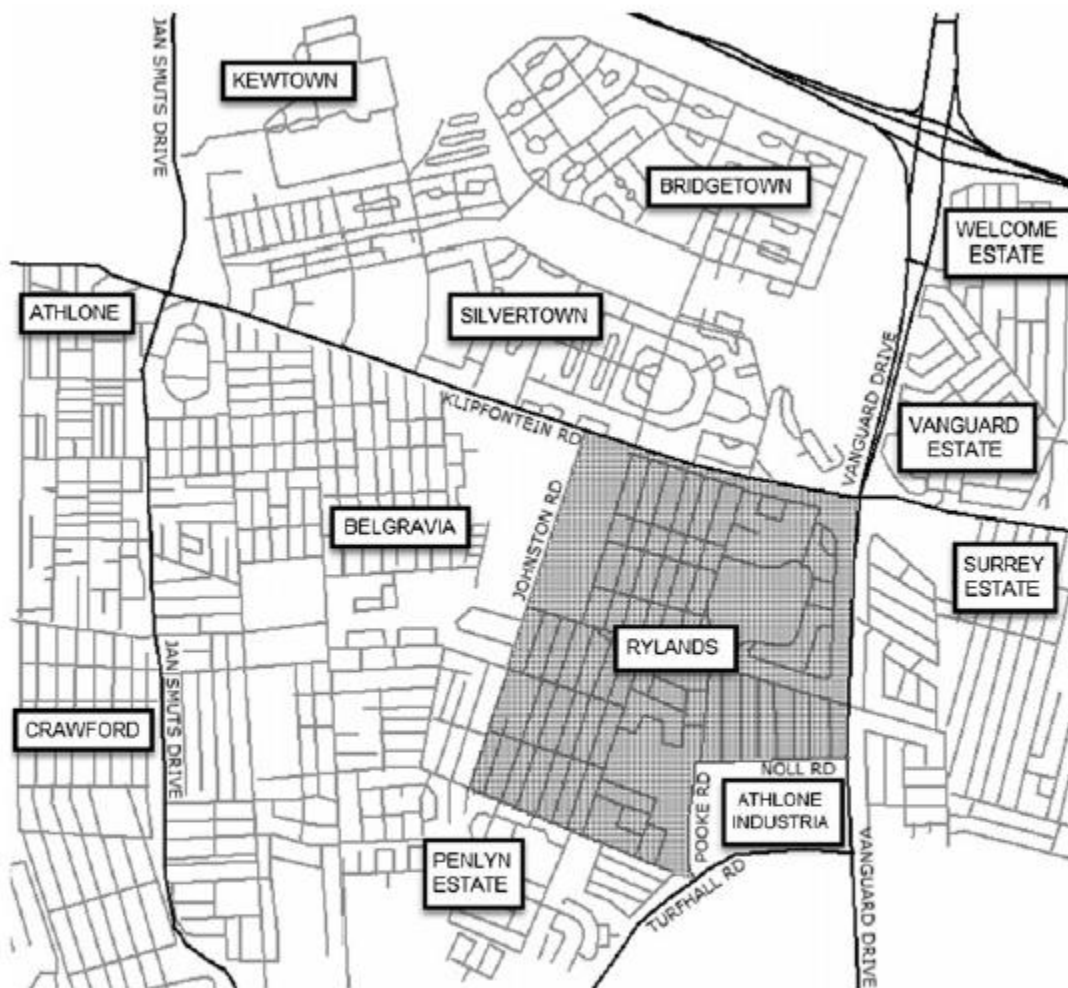 JAN SMUTS DRIVE
KEWTOWN
BRIDGETOWN
WELCOME
ESTATE
ATHLONE
SILVERTOWN
VANGUARD DRIVE
KLIPFONTEIN RD
VANGUARD
ESTATE
BELGRAVIA
JOHNSTON RD
SURREY
ESTATE
RYLANDS
JAN SMUTS DRIVE
CRAWFORD
NOLL RD
POOKE RD
ATHLONE
INDUSTRIA
PENLYN
ESTATE
TURFHALL RD
VANGUARD DRIVE